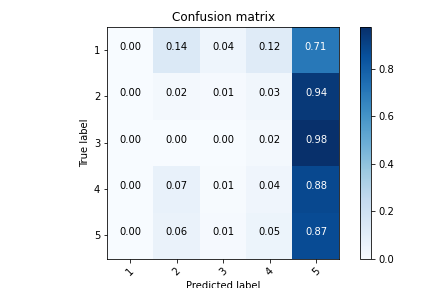 Confusion matrix
1 0.00 0.14 0.04 0.12 0.71
2 0.00 0.02 0.01 0.03 0.94
3 0.00 0.00 0.00 0.02 0.98
4 0.00 0.07 0.01 0.04 0.88
5 0.00 0.06 0.01 0.05 0.87
1 2 3 4 5
True label
Predicted label
0.8
0.6
0.4
0.2
0.0